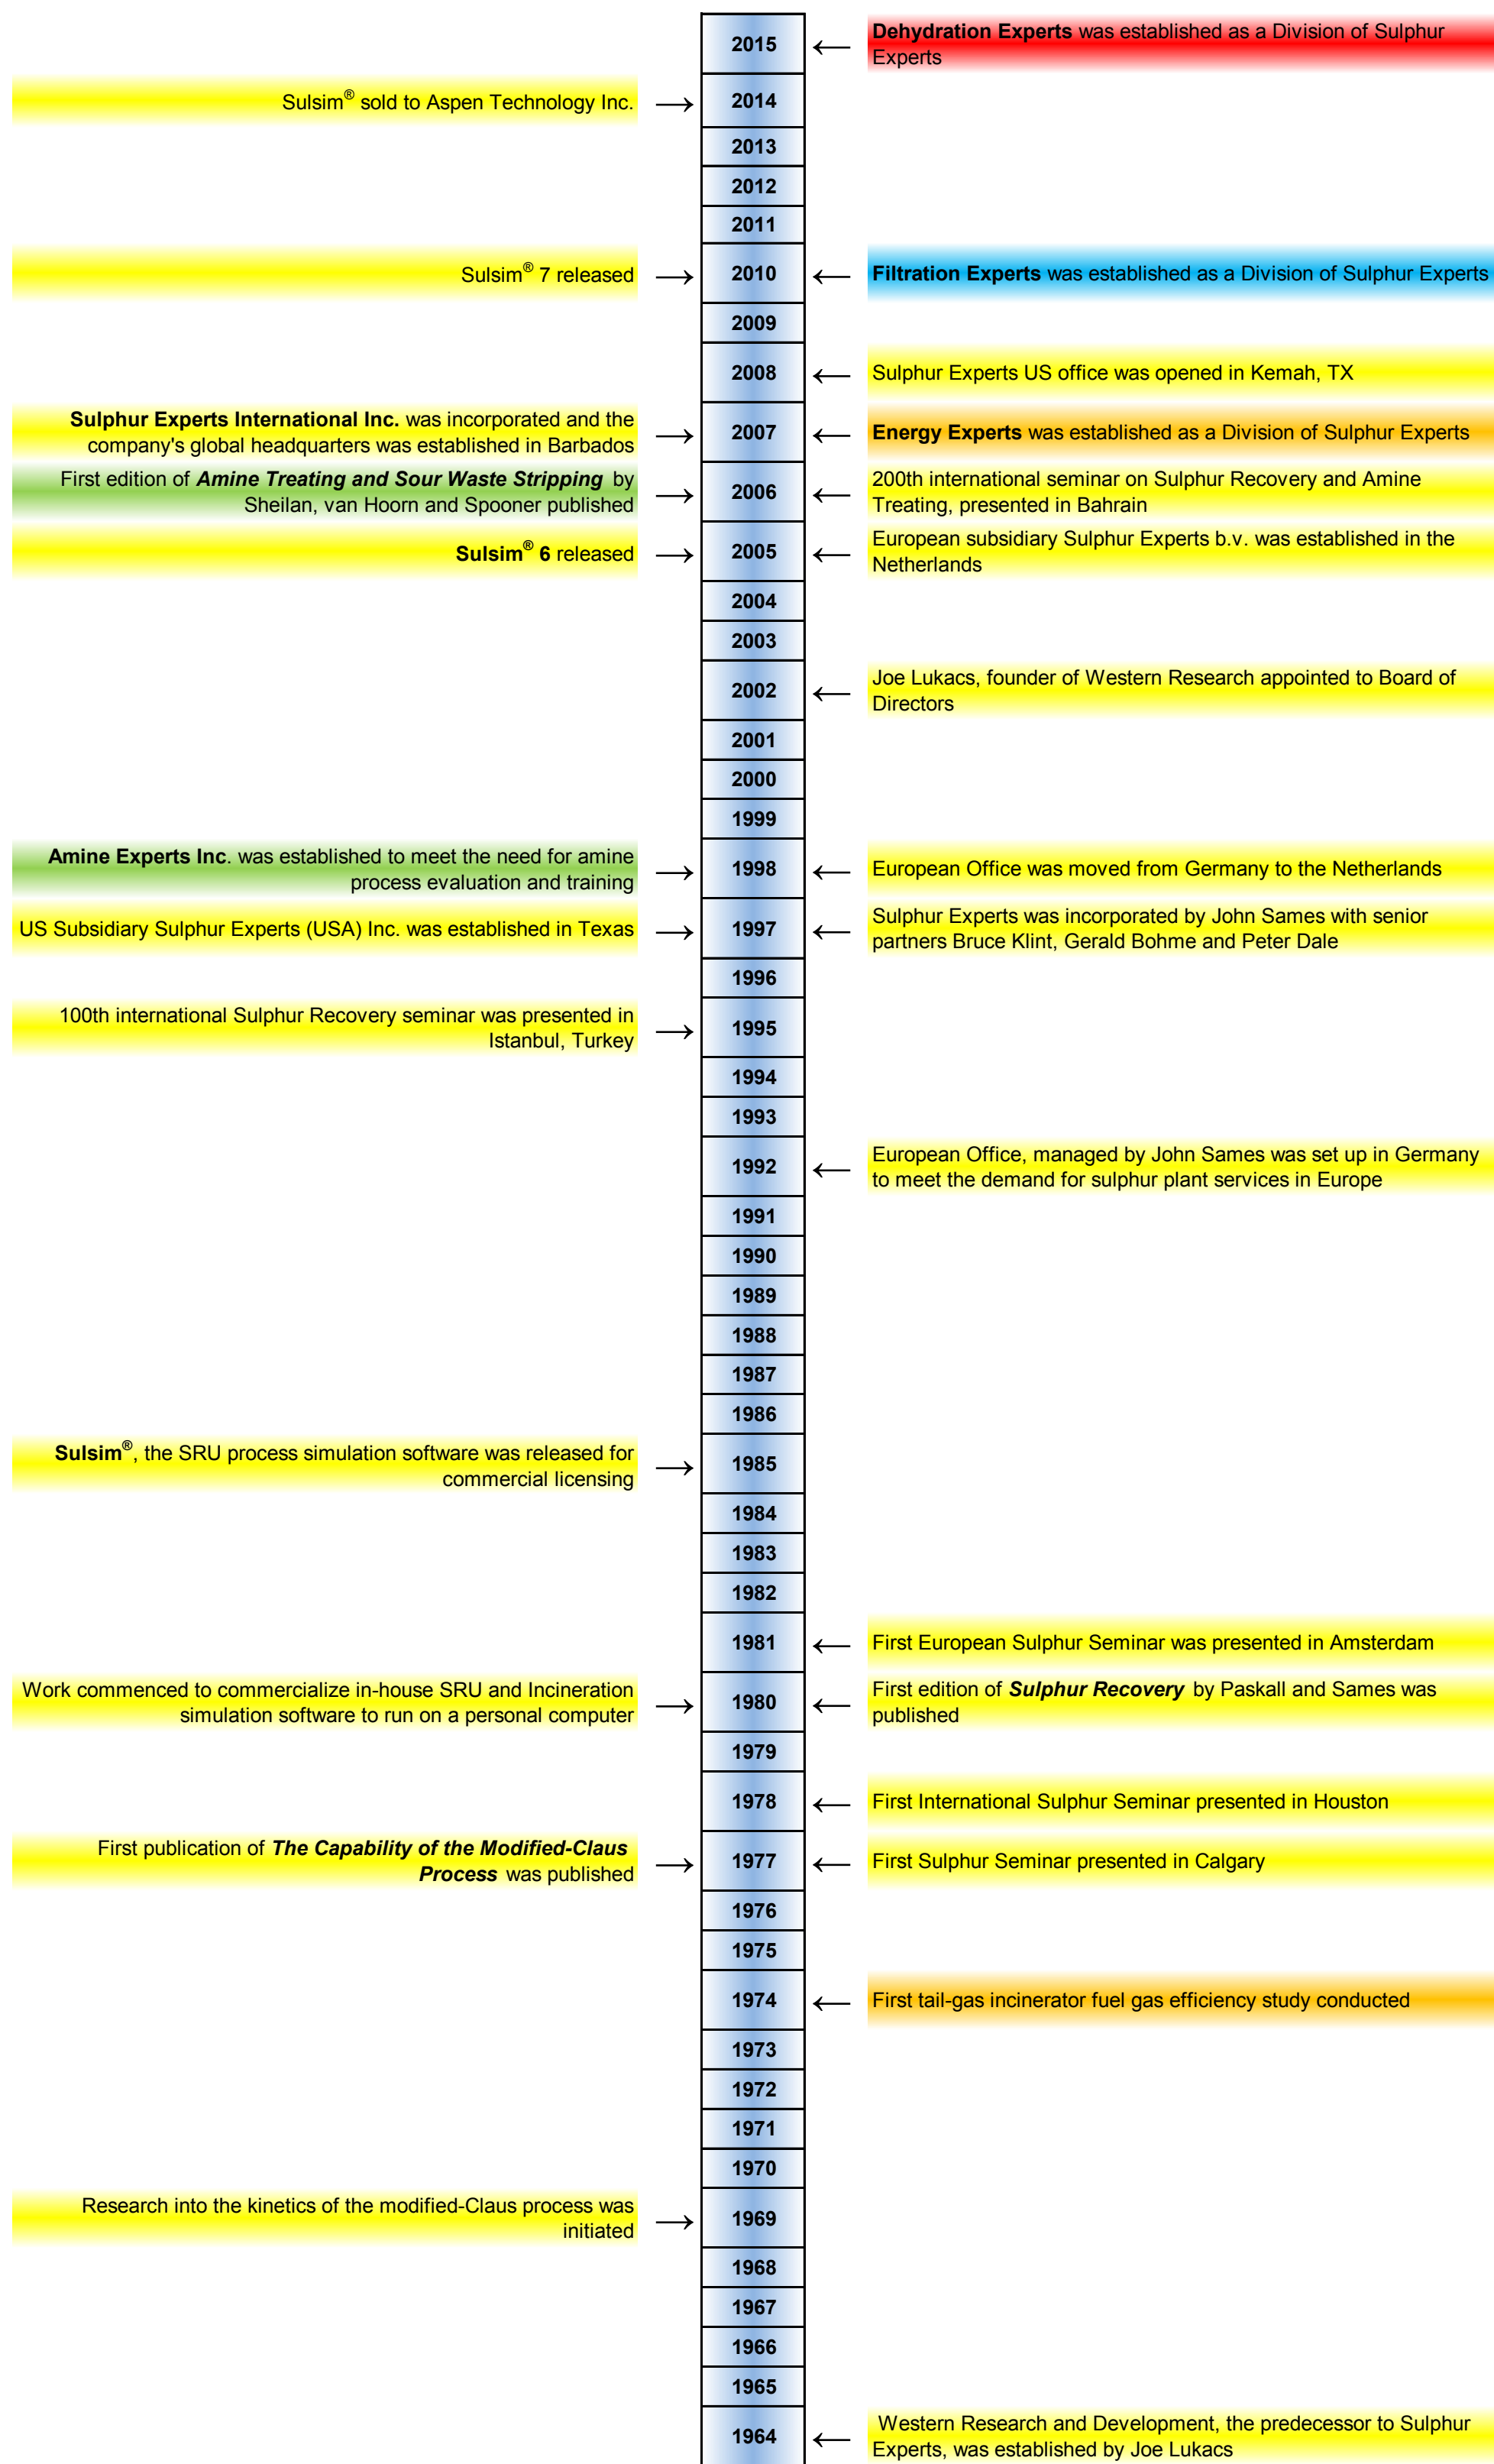 2015
Dehydration Experts was established as a Division of Sulphur
Experts
Sulsim® sold to Aspen Technology Inc.
2014
2013
2012
2011
Sulsim® 7 released
2010
Filtration Experts was established as a Division of Sulphur Experts
2009
2008
Sulphur Experts US office was opened in Kemah, TX
Sulphur Experts International Inc. was incorporated and the
company's global headquarters was established in Barbados
2007
Energy Experts was established as a Division of Sulphur Experts
First edition of Amine Treating and Sour Waste Stripping by
Sheilan, van Hoorn and Spooner published
2006
200th international seminar on Sulphur Recovery and Amine
Treating, presented in Bahrain
Sulsim® 6 released
2005
European subsidiary Sulphur Experts b.v. was established in the
Netherlands
2004
2003
2002
Joe Lukacs, founder of Western Research appointed to Board of
Directors
2001
2000
1999
Amine Experts Inc. was established to meet the need for amine
process evaluation and training
1998
European Office was moved from Germany to the Netherlands
US Subsidiary Sulphur Experts (USA) Inc. was established in Texas
1997
Sulphur Experts was incorporated by John Sames with senior
partners Bruce Klint, Gerald Bohme and Peter Dale
1996
100th international Sulphur Recovery seminar was presented in
Istanbul, Turkey
1995
1994
1993
1992
European Office, managed by John Sames was set up in Germany
to meet the demand for sulphur plant services in Europe
1991
1990
1989
1988
1987
1986
Sulsim®, the SRU process simulation software was released for
commercial licensing
1985
1984
1983
1982
1981
First European Sulphur Seminar was presented in Amsterdam
Work commenced to commercialize in-house SRU and Incineration
simulation software to run on a personal computer
1980
First edition of Sulphur Recovery by Paskall and Sames was
published
1979
1978
First International Sulphur Seminar presented in Houston
First publication of The Capability of the Modified-Claus
Process was published
1977
First Sulphur Seminar presented in Calgary
1976
1975
1974
First tail-gas incinerator fuel gas efficiency study conducted
1973
1972
1971
1970
Research into the kinetics of the modified-Claus process was
initiated
1969
1968
1967
1966
1965
1964
Western Research and Development, the predecessor to Sulphur
Experts, was established by Joe Lukacs